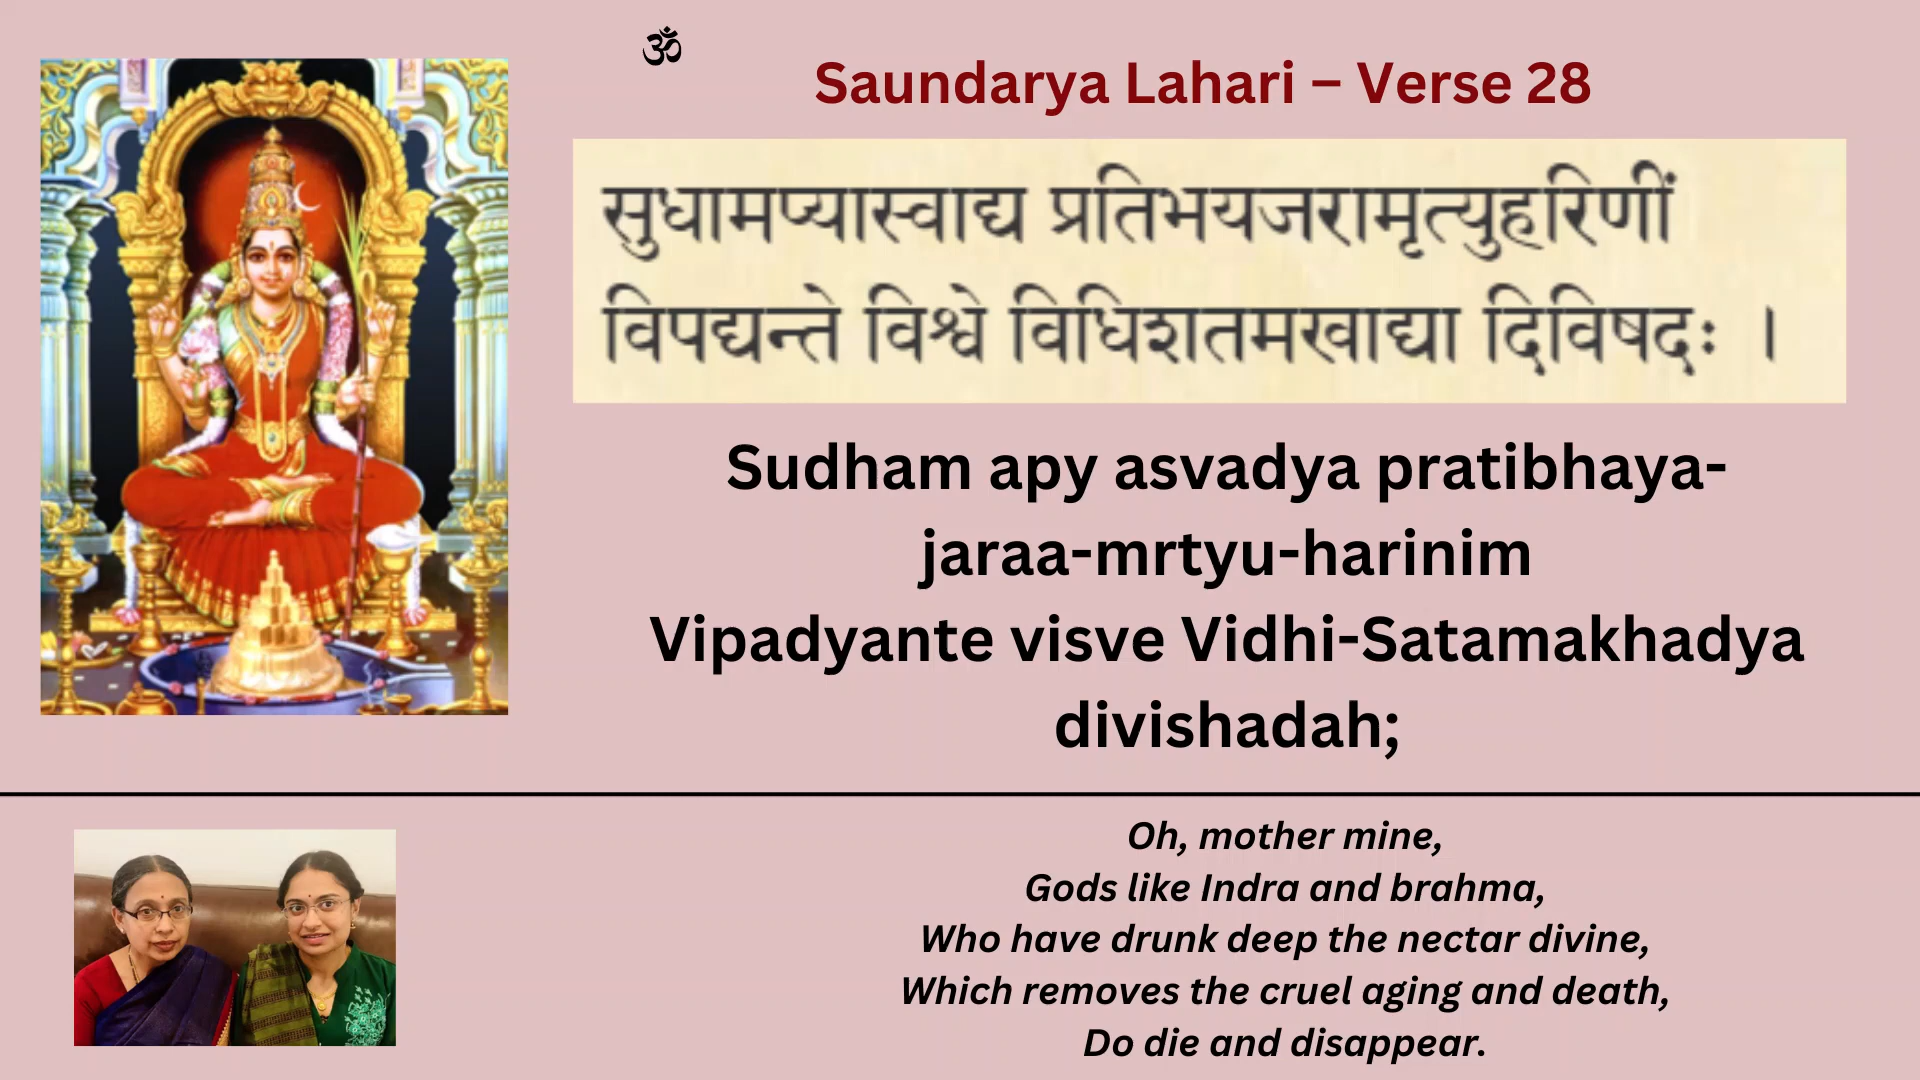 ॐ
Saundarya Lahari – Verse 28
सुधामप्यास्वाद्य प्रतिभयजरामृत्युहरिणीं
विपद्यन्ते विश्वे विधिशतमखाद्या दिविषदः ।
Sudham apy asvadya pratibhaya-
jaraa-mrtyu-harinim
Vipadyante visve Vidhi-Satamakhadya
divishadah;
Oh, mother mine,
Gods like Indra and brahma,
Who have drunk deep the nectar divine,
Which removes the cruel aging and death,
Do die and disappear.